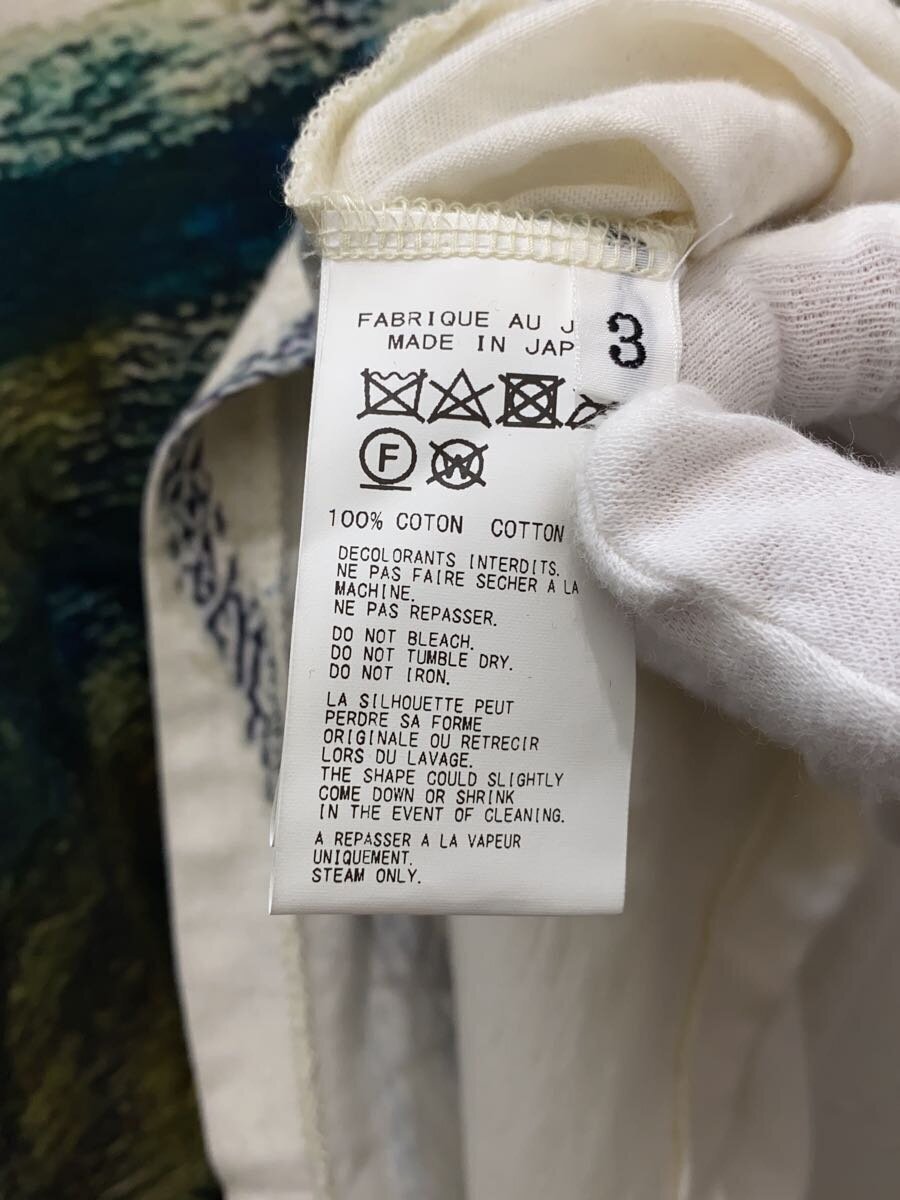 FABRIQUE AU J
3
MADE IN JAP
F W
100% COTON COTTON
DECOLORANTS INTERDITS.
NE PAS FAIRE SECHER A LA
MACHINE.
NE PAS REPASSER.
DO NOT BLEACH.
DO NOT TUMBLE DRY.
DO NOT IRON.
LA SILHOUETTE PEUT
PERDRE SA FORME
ORIGINALE OU RETRECIR
LORS DU LAVAGE.
THE SHAPE COULD SLIGHTLY
COME DOWN OR SHRINK
IN THE EVENT OF CLEANING.
A REPASSER A LA VAPEUR
UNIQUEMENT.
STEAM ONLY.